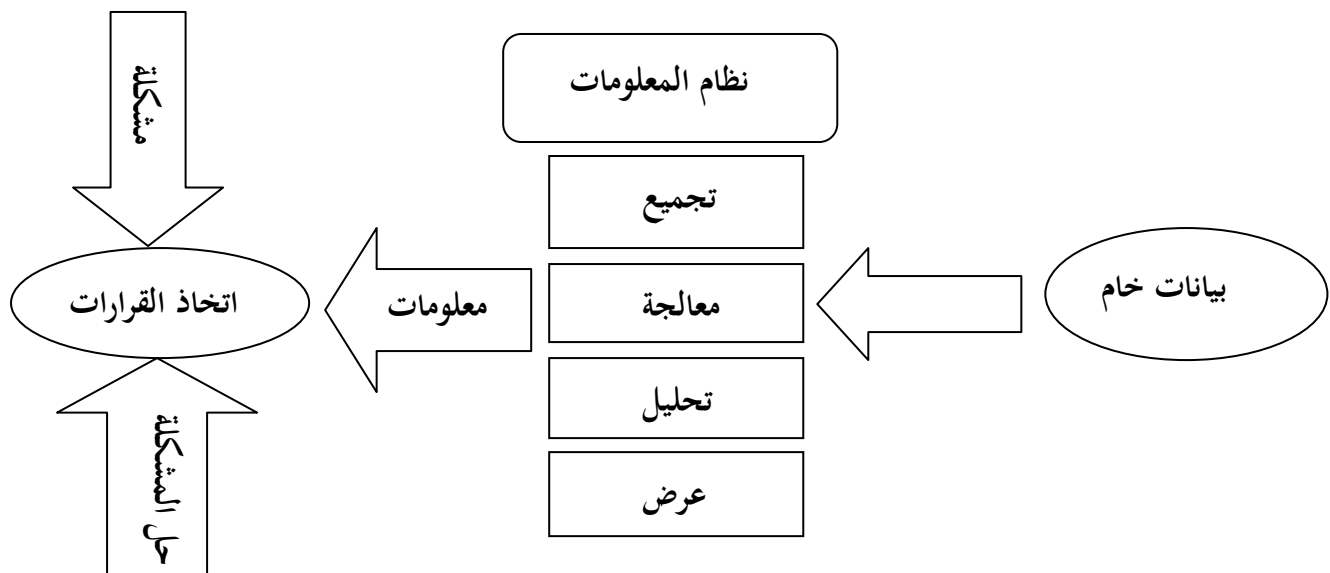 نظام المعلومات
تجميع
بيانات خام
معالجة
معلومات
اتخاذ القرارات
مشكلة
حل المشكلة
تحليل
عرض